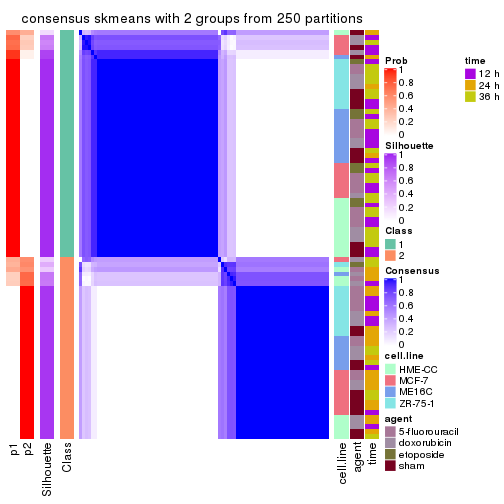 consensus skmeans with 2 groups from 250 partitions
Prob
1
0.8
0.6
0.4
0.2
0
time
12 h
24 h
36 h
Silhouette
1
0.8
0.6
0.4
0.2
0
Class
1
2
Consensus
1
0.8
0.6
0.4
0.2
0
cell.line
HME-CC
MCF-7
ME16C
ZR-75-1
agent
5-fluorouracil
doxorubicin
etoposide
sham
p1
p2
Silhouette
Class
cell.line
agent
time